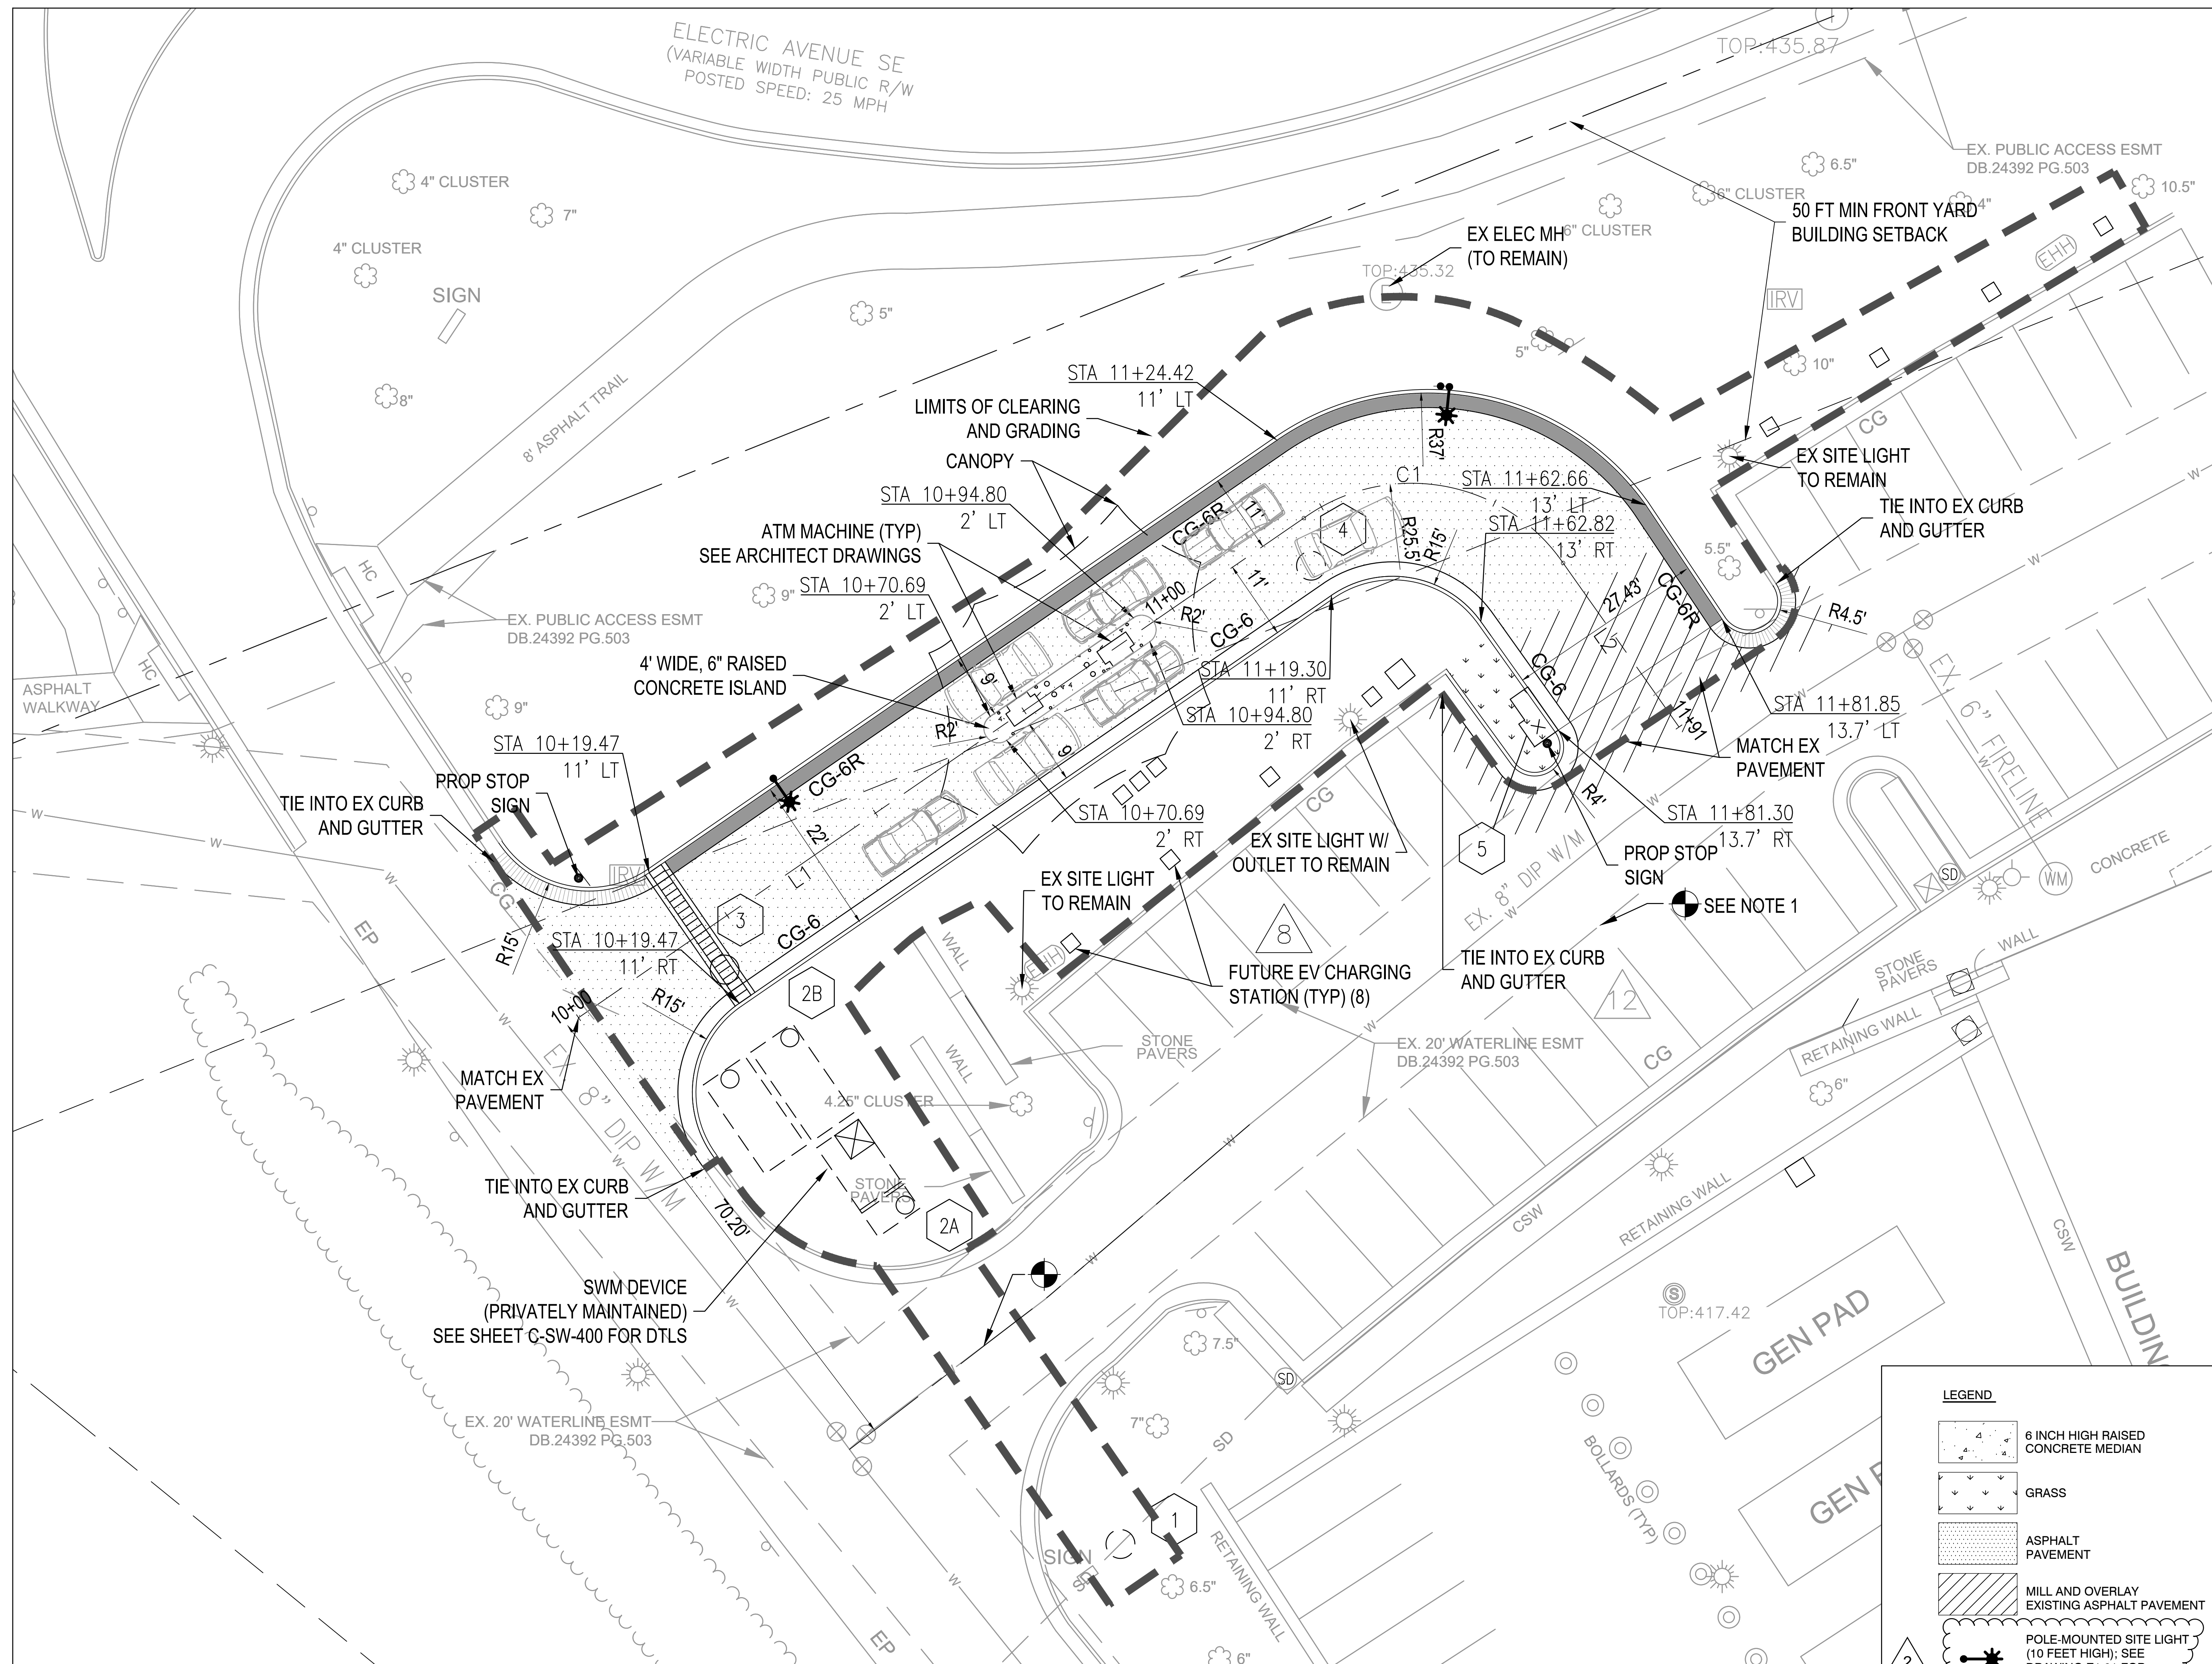 ELECTRIC AVENUE SE
(VARIABLE WIDTH PUBLIC R/W
POSTED SPEED: 25 MPH
TOP:435.87
EX. PUBLIC ACCESS ESMT
DB.24392 PG.503
4" CLUSTER
7"
4" CLUSTER
SIGN
8"
8' ASPHALT TRAIL
5"
6.5"
6" CLUSTER
6" CLUSTER
4"
10.5"
50 FT MIN FRONT YARD
BUILDING SETBACK
EX ELEC MH
(TO REMAIN)
TOP:435.32
E
EHH
IRV
5"
10"
STA 11+24.42
11' LT
LIMITS OF CLEARING
AND GRADING
CANOPY
STA 10+94.80
2' LT
ATM MACHINE (TYP)
SEE ARCHITECT DRAWINGS
STA 10+70.69
2' LT
9"
4' WIDE, 6" RAISED
CONCRETE ISLAND
R37'
C1
STA 11+62.66
13' LT
STA 11+62.82
13' RT
CG
EX SITE LIGHT
TO REMAIN
TIE INTO EX CURB
AND GUTTER
5.5"
CG-6R
11'
4
R25.5'
R15'
11'
11+00
R2'
CG-6
27.43'
CG-6R
L2
R4.5'
HC
HC
EX. PUBLIC ACCESS ESMT
DB.24392 PG.503
ASPHALT
WALKWAY
9"
9'
R2'
9'
STA 11+19.30
11' RT
STA 10+94.80
2' RT
CG-6
STA 11+81.85
13.7' LT
11+91
MATCH EX
PAVEMENT
EX. 6" FIRELINE
STA 10+19.47
11' LT
PROP STOP
SIGN
TIE INTO EX CURB
AND GUTTER
CG-6R
22'
L1
STA 10+70.69
2' RT
CG
R4'
STA 11+81.30
13.7' RT
EX SITE LIGHT W/
OUTLET TO REMAIN
5
PROP STOP
SIGN
SEE NOTE 1
EX. 8" DIP W/M
SD
WM
CONCRETE
IRV
CG
EP
R15'
3
CG-6
STA 10+19.47
11' RT
EX SITE LIGHT
TO REMAIN
8
FUTURE EV CHARGING
STATION (TYP) (8)
TIE INTO EX CURB
AND GUTTER
12
WALL
STONE
PAVERS
RETAINING WALL
10+00
R15'
2B
WALL
EHH
MATCH EX
PAVEMENT
EX 8" DIP W/M
WALL
STONE
PAVERS
4.25" CLUSTER
EX. 20' WATERLINE ESMT
DB.24392 PG.503
CG
6"
TIE INTO EX CURB
AND GUTTER
STONE
PAVERS
70.20'
2A
SWM DEVICE
(PRIVATELY MAINTAINED)
SEE SHEET C-SW-400 FOR DTLS
CSW
RETAINING WALL
CSW
S
TOP:417.42
GEN PAD
EX. 20' WATERLINE ESMT
DB.24392 PG.503
7.5"
SD
7"
SD
BOLLARDS (TYP)
1
SIGN
6.5"
RETAINING WALL
EP
6"
LEGEND
6 INCH HIGH RAISED
CONCRETE MEDIAN
GRASS
ASPHALT
PAVEMENT
MILL AND OVERLAY
EXISTING ASPHALT PAVEMENT
POLE-MOUNTED SITE LIGHT
(10 FEET HIGH); SEE